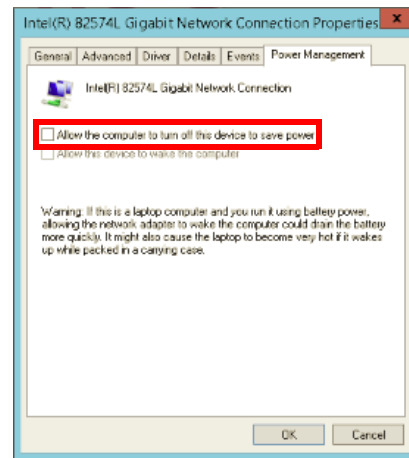 Intel(R) 82574L Gigabit Network Connection Properties
General Advanced Driver Details Events Power Management
Intel(R) 82574L Gigabit Network Connection
Allow the computer to turn off this device to save power
Allow this device to wake the computer
Warning: If this is a laptop computer and you run it using battery power,
allowing the network adapter to wake the computer could drain the battery
more quickly. It might also cause the laptop to become very hot if it wakes
up while packed in a carrying case.
OK Cancel